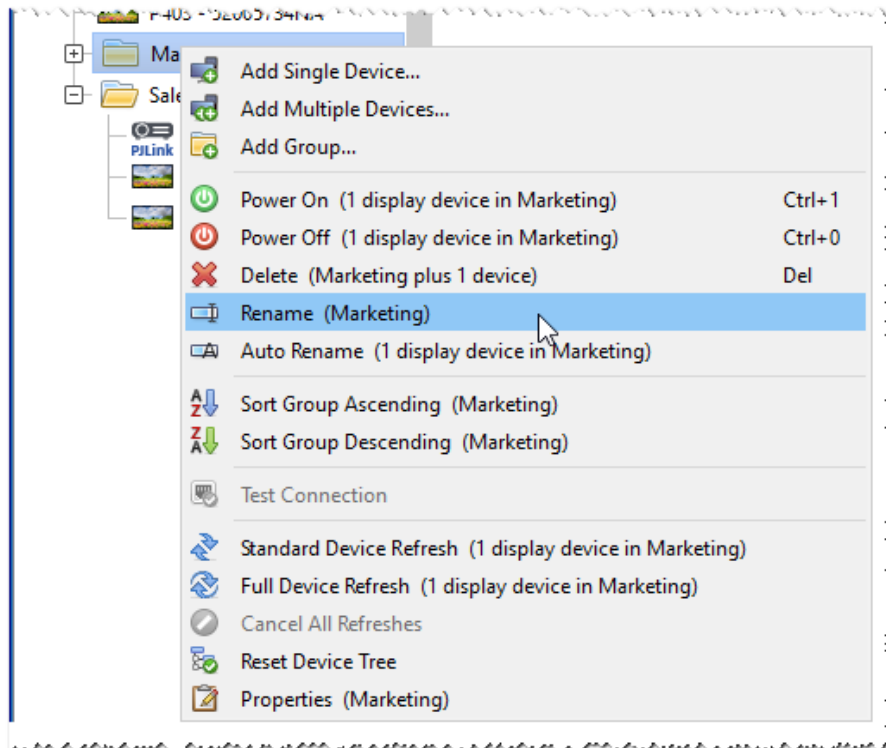 Ma
Sale
PJLink
Add Single Device...
Add Multiple Devices...
Add Group...
Power On (1 display device in Marketing) Ctrl+1
Power Off (1 display device in Marketing) Ctrl+0
Delete (Marketing plus 1 device) Del
Rename (Marketing)
Auto Rename (1 display device in Marketing)
Sort Group Ascending (Marketing)
Sort Group Descending (Marketing)
Test Connection
Standard Device Refresh (1 display device in Marketing)
Full Device Refresh (1 display device in Marketing)
Cancel All Refreshes
Reset Device Tree
Properties (Marketing)